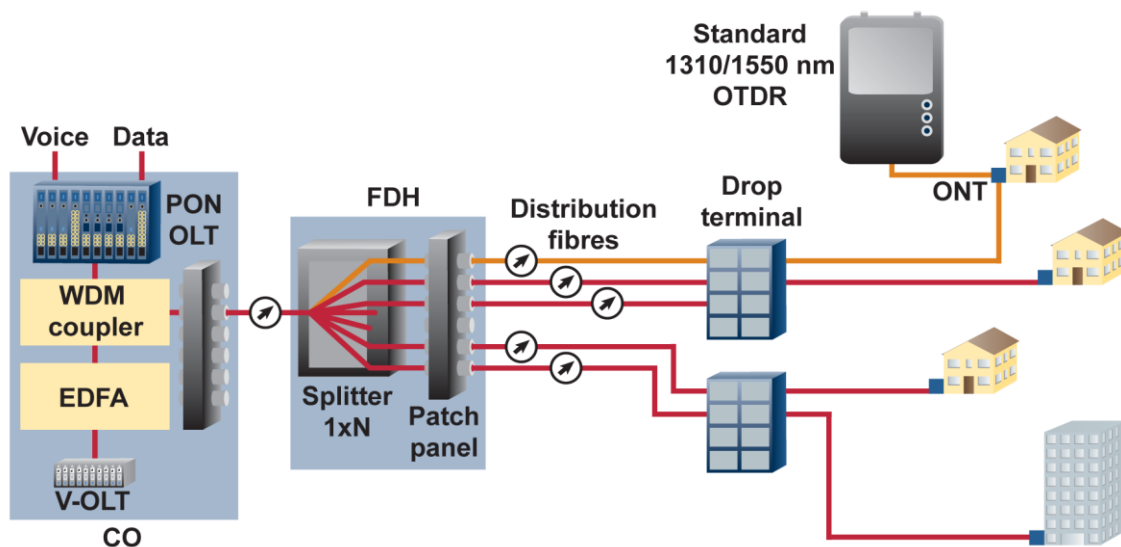 Standard
1310/1550 nm
OTDR
Voice
Data
PON
OLT
FDH
Distribution
fibres
Drop
terminal
ONT
WDM
coupler
EDFA
Splitter
1xN
Patch
panel
V-OLT
CO